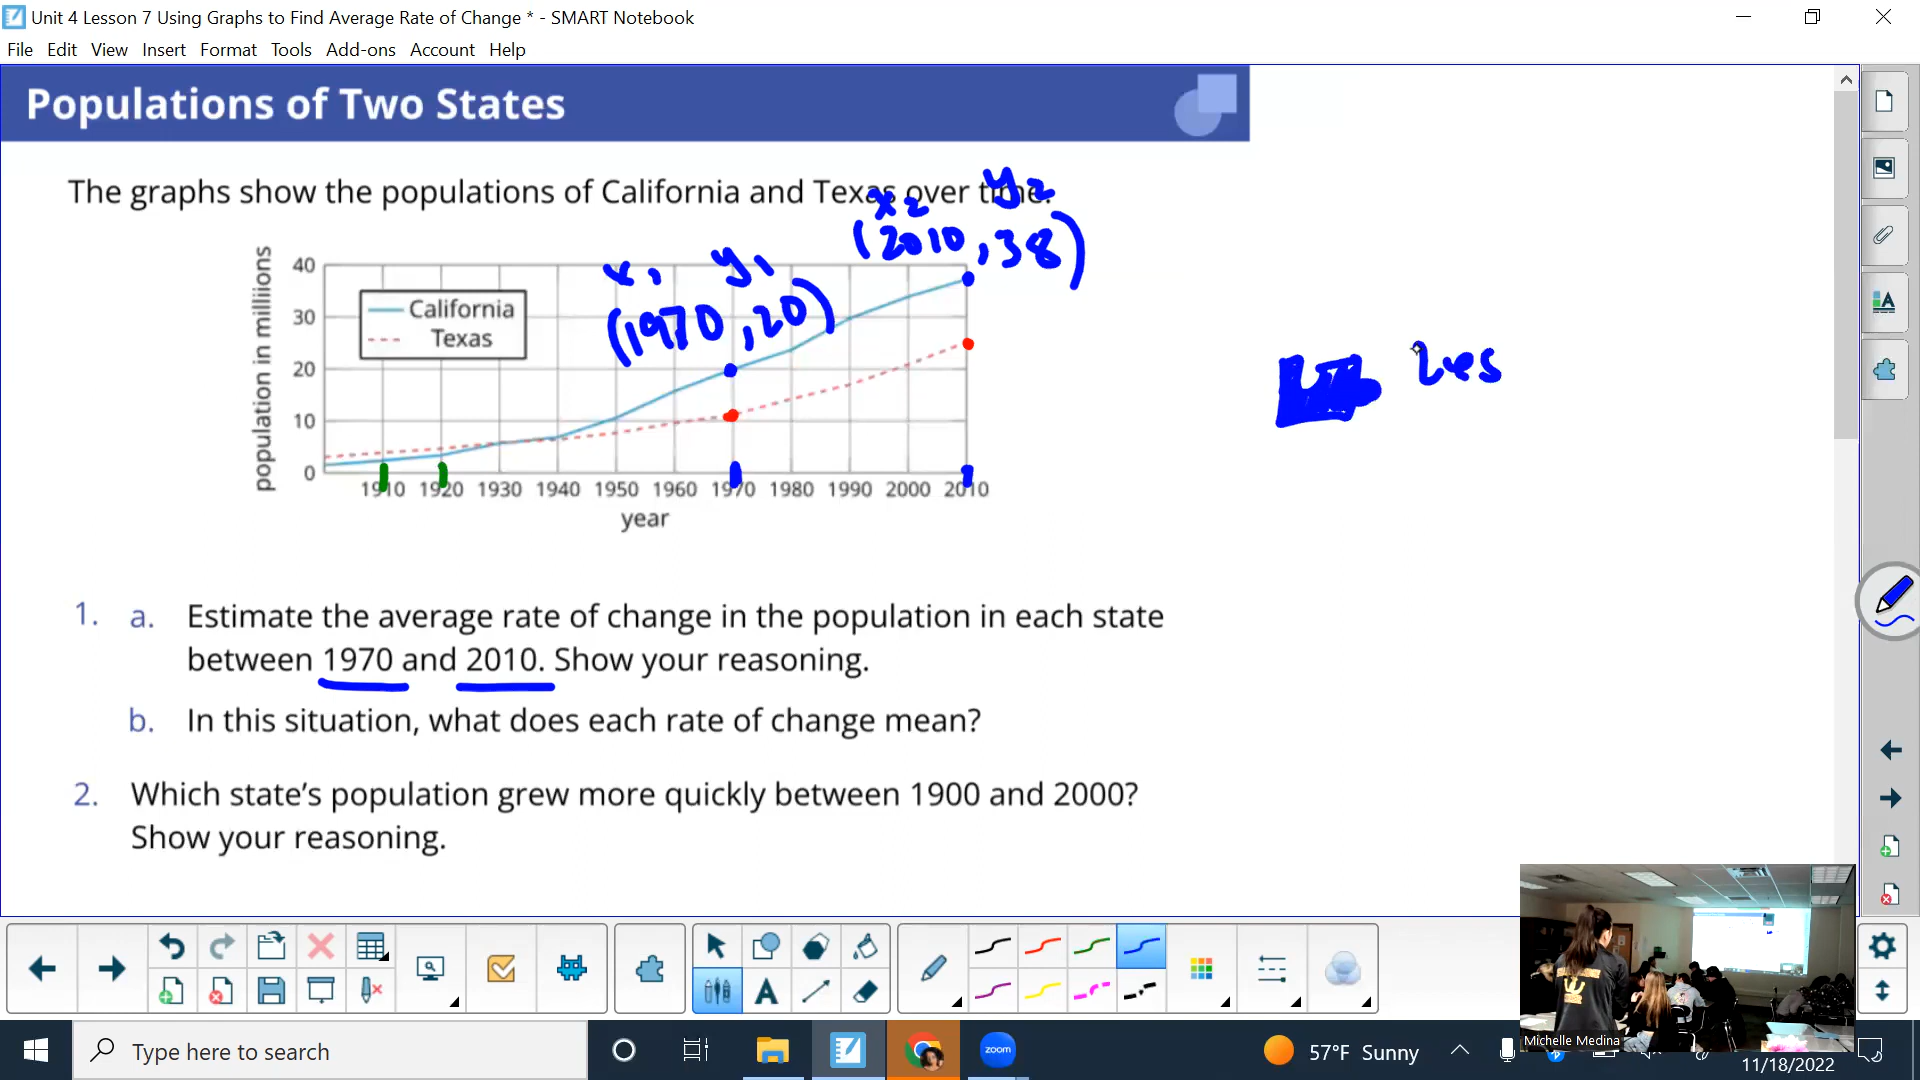 Unit 4 Lesson 7 Using Graphs to Find Average Rate of Change * - SMART Notebook
File Edit View Insert Format Tools Add-ons Account Help
Populations of Two States
The graphs show the populations of California and Texas over time.
x2 y2
(2010, 38)
x1 y1
(1970, 20)
population in milliions
40
30
20
10
0
California
Texas
1910 1920 1930 1940 1950 1960 1970 1980 1990 2000 2010
year
1. a. Estimate the average rate of change in the population in each state
between 1970 and 2010. Show your reasoning.
b. In this situation, what does each rate of change mean?
2. Which state's population grew more quickly between 1900 and 2000?
Show your reasoning.
Michelle Medina
Type here to search
zoom
57°F Sunny
11/18/2022